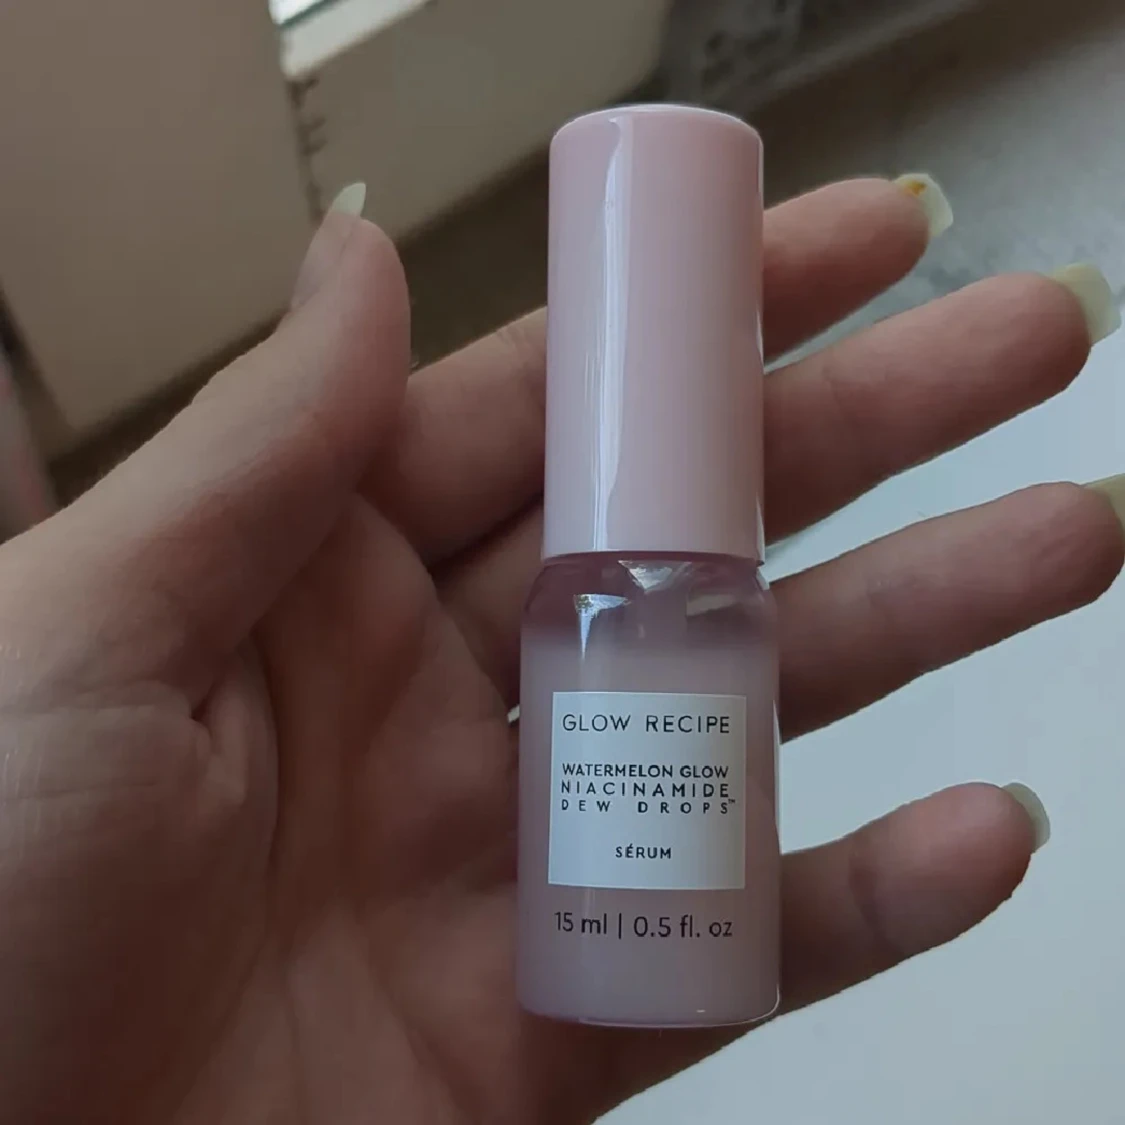 GLOW RECIPE
WATERMELON GLOW
NIACINAMIDE
DEW DROPS™
SÉRUM
15 ml | 0.5 fl. oz